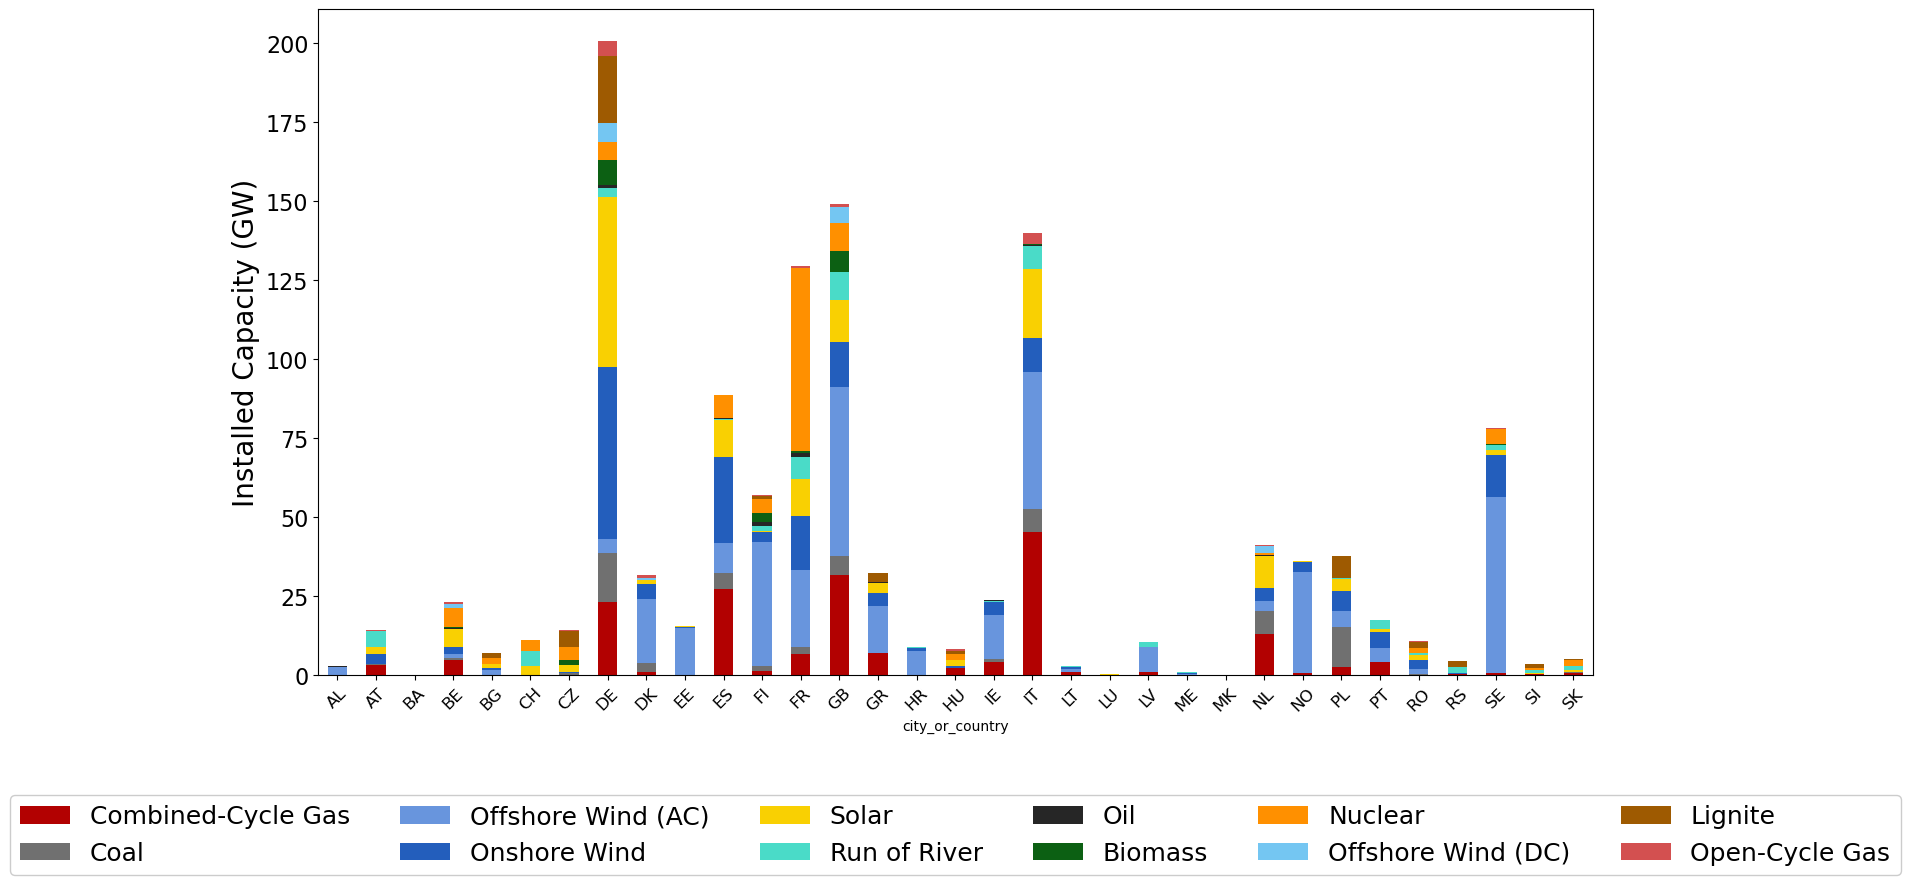 Installed Capacity (GW)
200
175
150
125
100
75
50
25
0
AL AT BA BE BG CH CZ DE DK EE ES FI FR GB GR HR HU IE IT LT LU LV ME MK NL NO PL PT RO RS SE SI SK
city_or_country
Combined-Cycle Gas Offshore Wind (AC) Solar Oil Nuclear Lignite
Coal Onshore Wind Run of River Biomass Offshore Wind (DC) Open-Cycle Gas